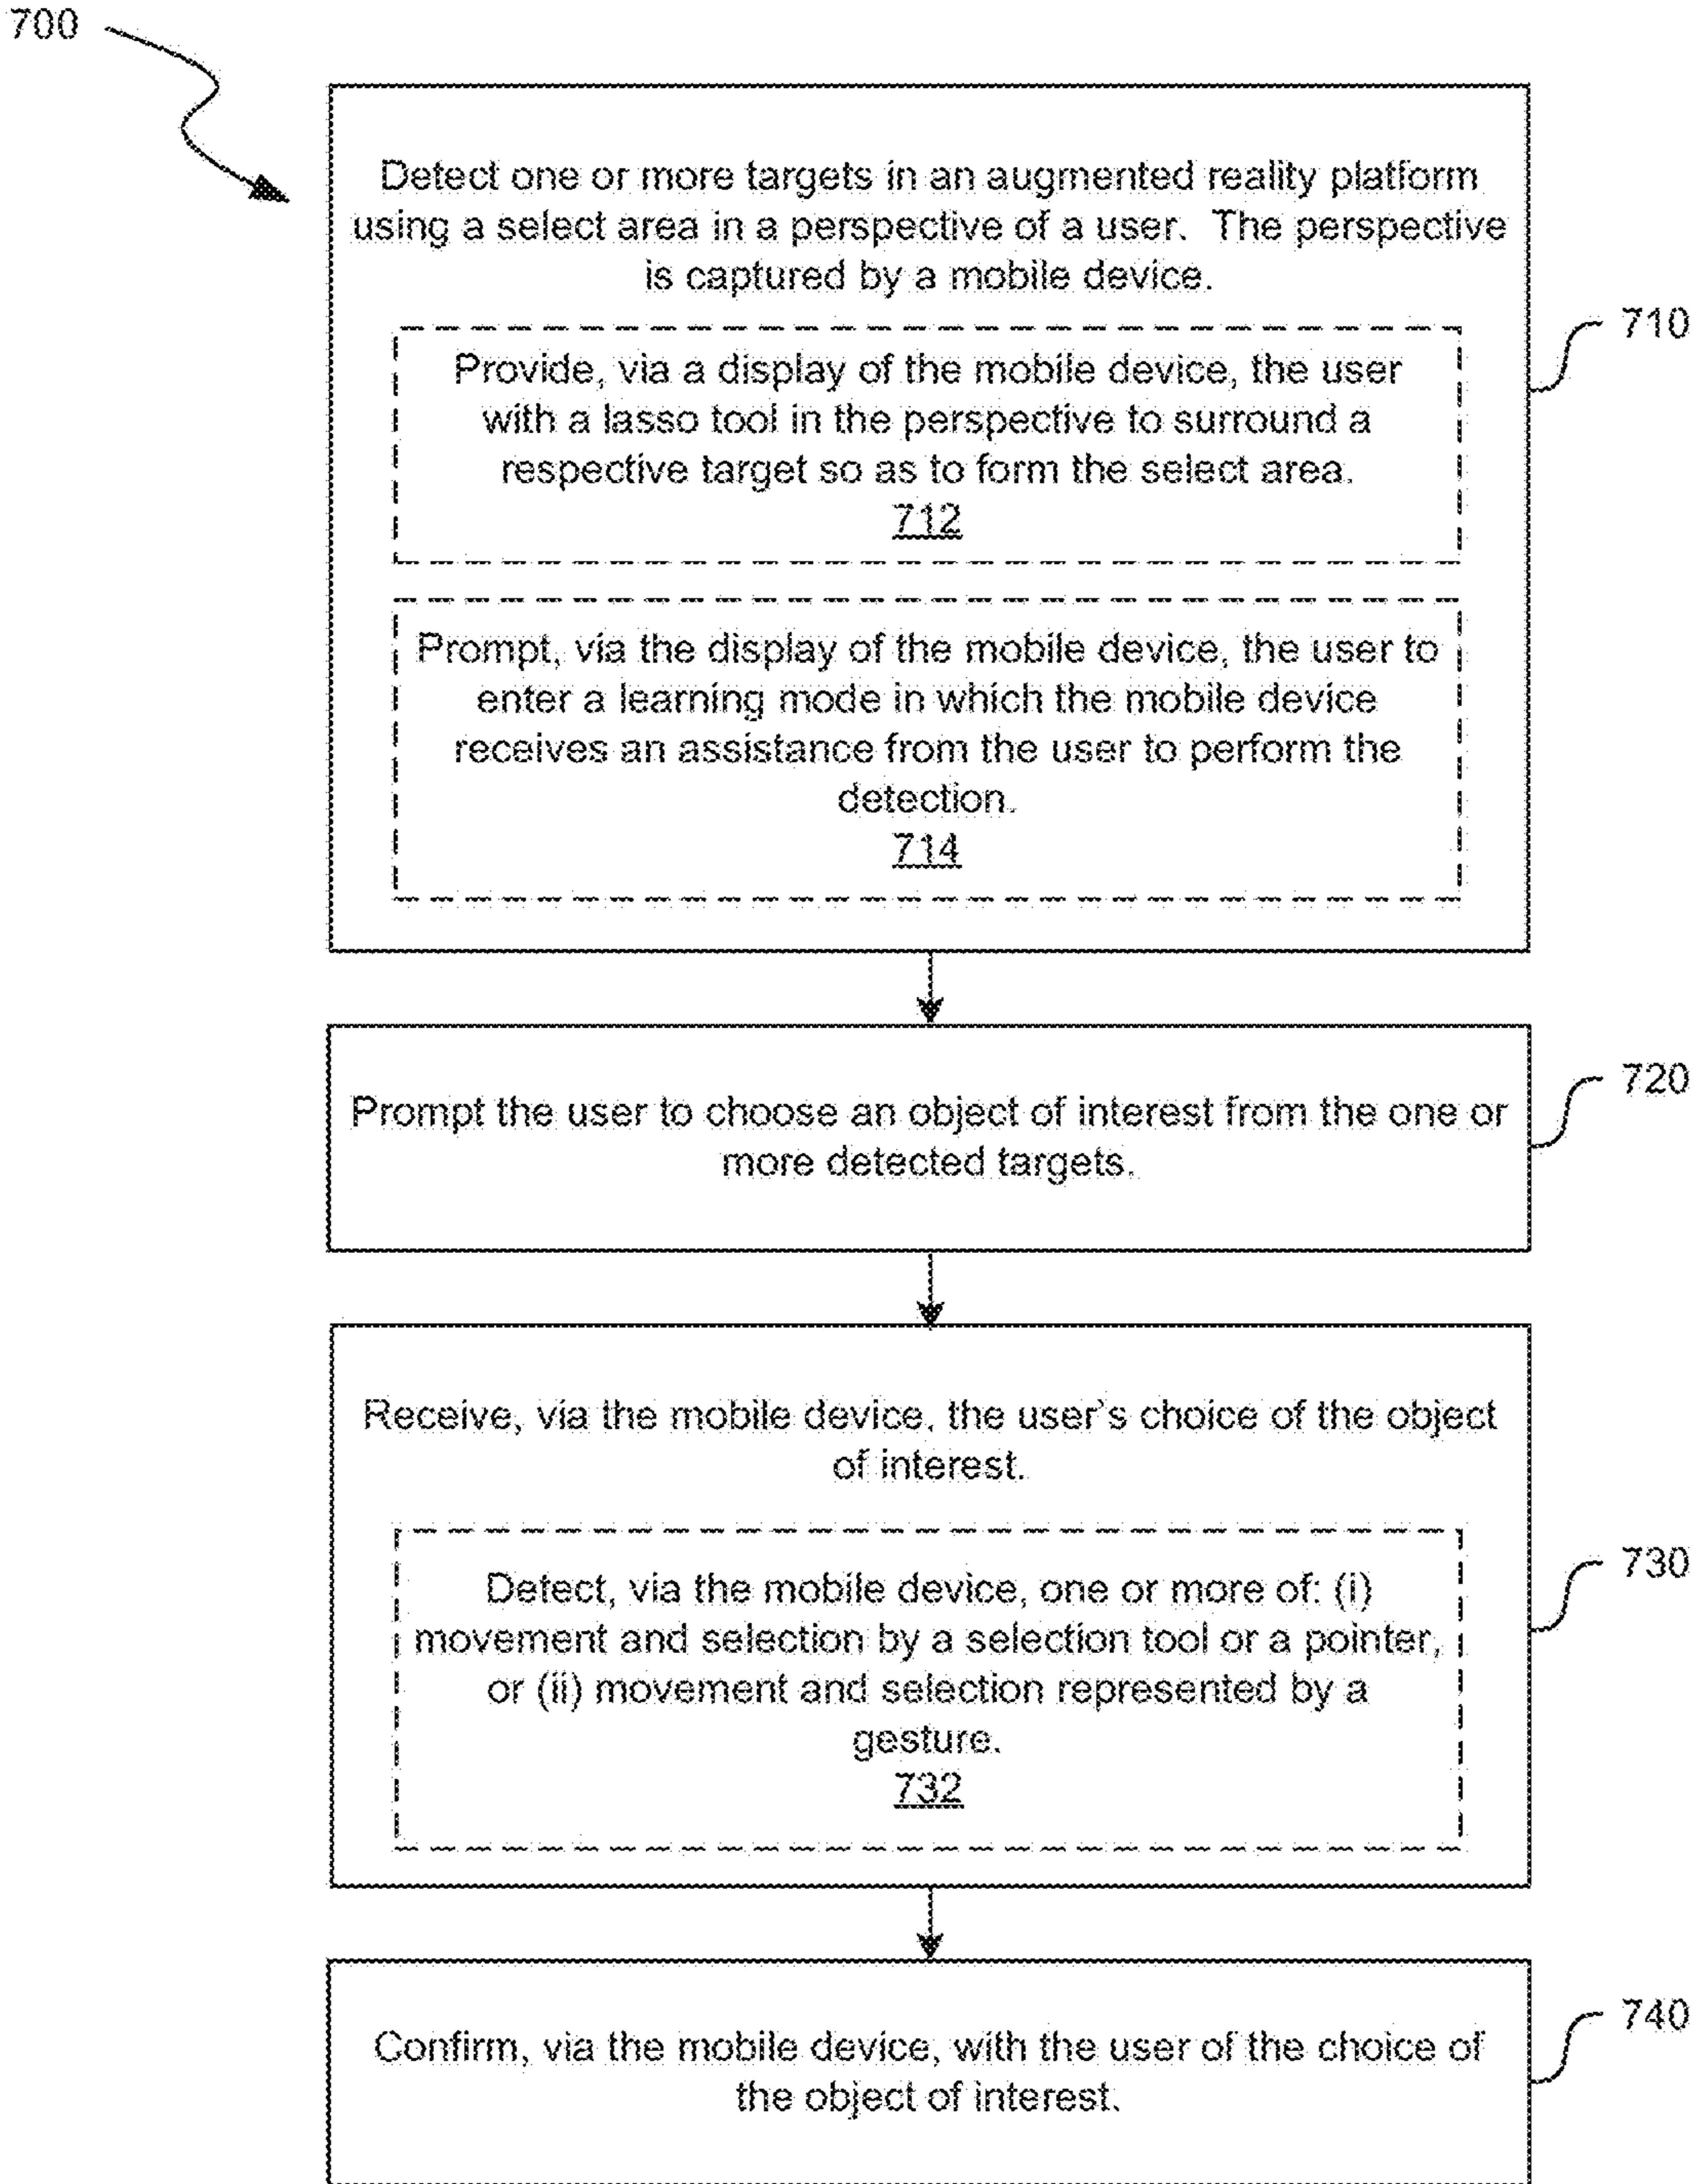 700
Detect one or more targets in an augmented reality platform
using a select area in a perspective of a user. The perspective
is captured by a mobile device.
710
Provide, via a display of the mobile device, the user
with a lasso tool in the perspective to surround a
respective target so as to form the select area.
712
Prompt, via the display of the mobile device, the user to
enter a learning mode in which the mobile device
receives an assistance from the user to perform the
detection.
714
720
Prompt the user to choose an object of interest from the one or
more detected targets.
Receive, via the mobile device, the user's choice of the object
of interest.
730
Detect, via the mobile device, one or more of: (i)
movement and selection by a selection tool or a pointer,
or (ii) movement and selection represented by a
gesture.
732
740
Confirm, via the mobile device, with the user of the choice of
the object of interest.